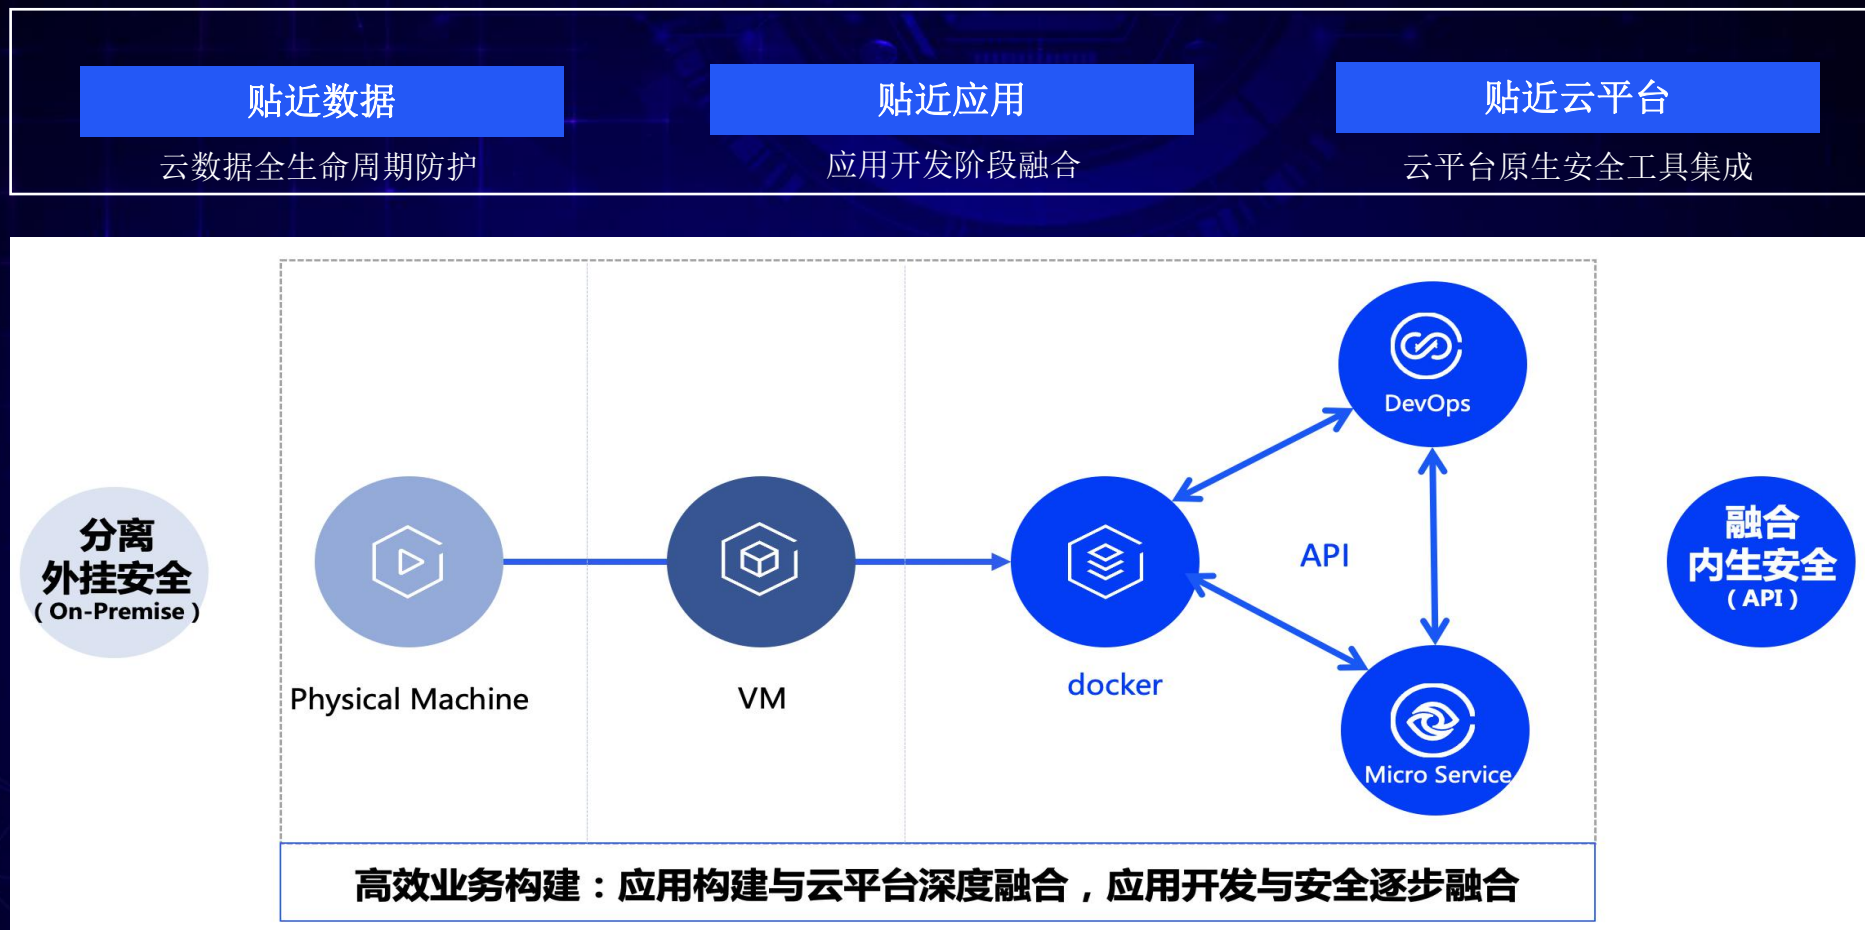 贴近数据
贴近应用
贴近云平台
云数据全生命周期防护
应用开发阶段融合
云平台原生安全工具集成
DevOps
分离
外挂安全
(On-Premise)
API
融合
内生安全
(API)
Physical Machine
VM
docker
Micro Service
高效业务构建：应用构建与云平台深度融合，应用开发与安全逐步融合